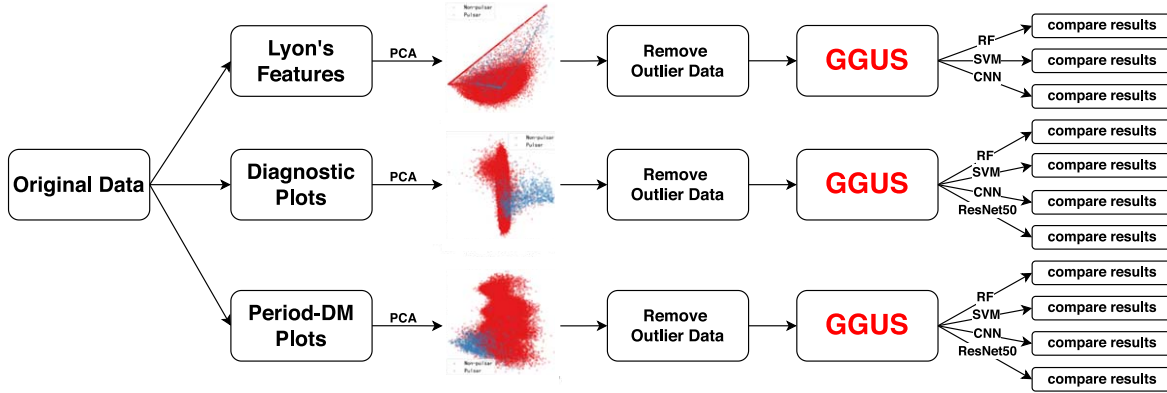 Original Data
Lyon's
Features
PCA
Non-pulsar
Pulsar
Remove
Outlier Data
GGUS
RF
SVM
CNN
compare results
compare results
compare results
Diagnostic
Plots
PCA
Non-pulsar
Pulsar
Remove
Outlier Data
GGUS
RF
SVM
CNN
ResNet50
compare results
compare results
compare results
compare results
Period-DM
Plots
PCA
Non-pulsar
Pulsar
Remove
Outlier Data
GGUS
RF
SVM
CNN
ResNet50
compare results
compare results
compare results
compare results